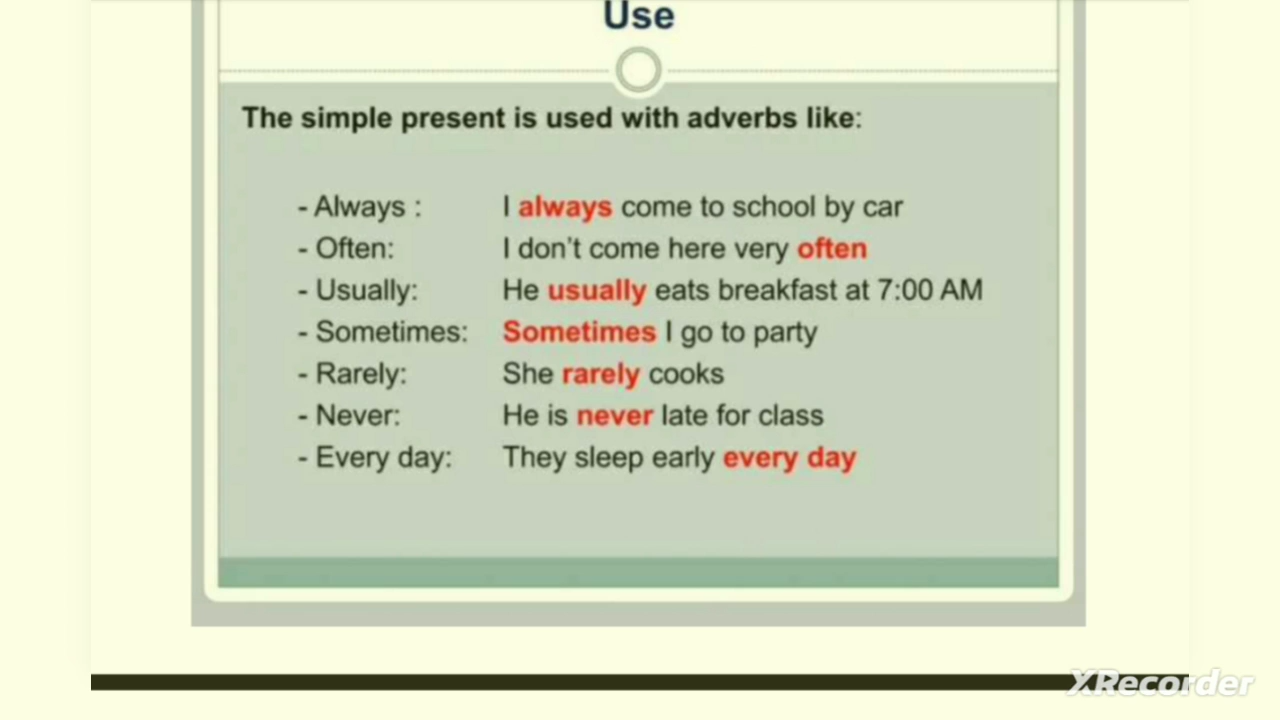 Use
The simple present is used with adverbs like:
- Always : I always come to school by car
- Often: I don't come here very often
- Usually: He usually eats breakfast at 7:00 AM
- Sometimes: Sometimes I go to party
- Rarely: She rarely cooks
- Never: He is never late for class
- Every day: They sleep early every day
XRecorder